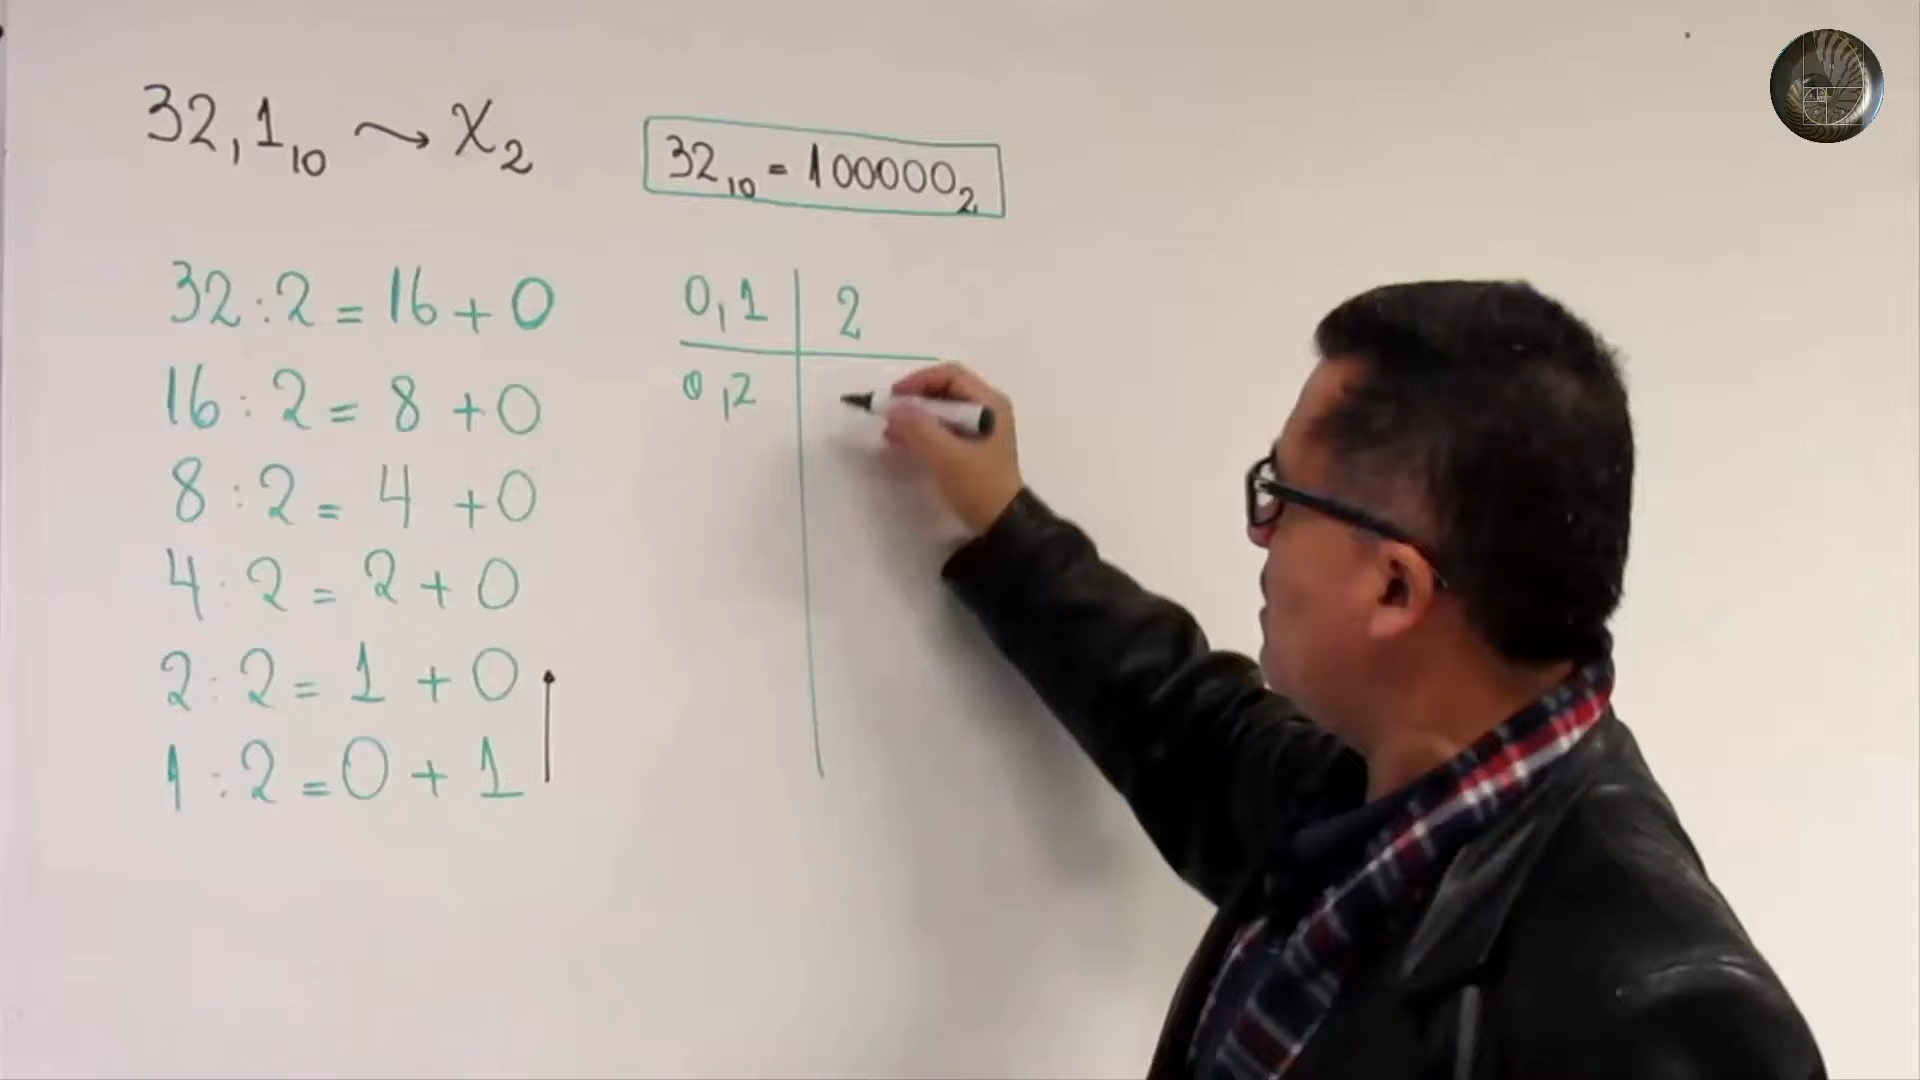 32,1₁₀ ⤳ X₂
32₁₀ = 100000₂
32:2=16+0
16:2=8+0
8:2=4+0
4:2=2+0
2:2=1+0
1:2=0+1
0,1 | 2
0,2